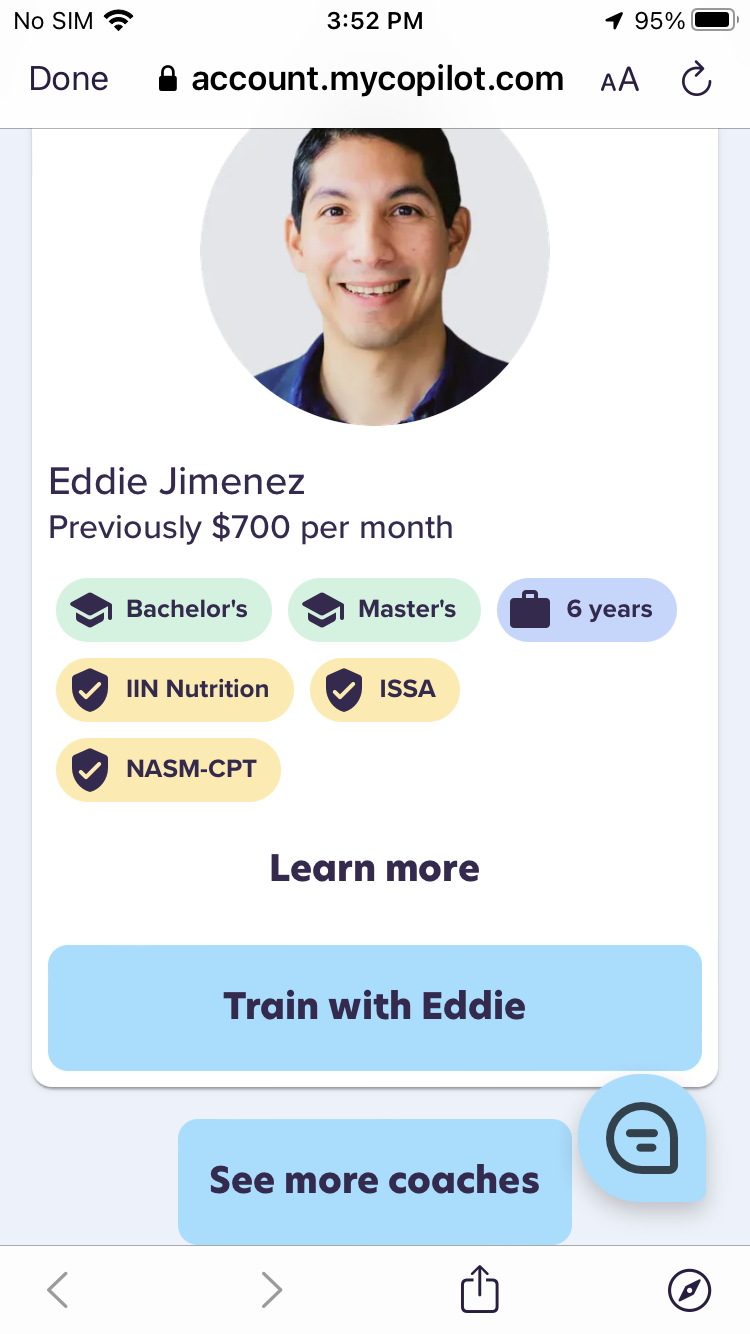 No SIM 3:52 PM 95%
Done account.mycopilot.com AA
Eddie Jimenez
Previously $700 per month
Bachelor's Master's 6 years
IIN Nutrition ISSA
NASM-CPT
Learn more
Train with Eddie
See more coaches